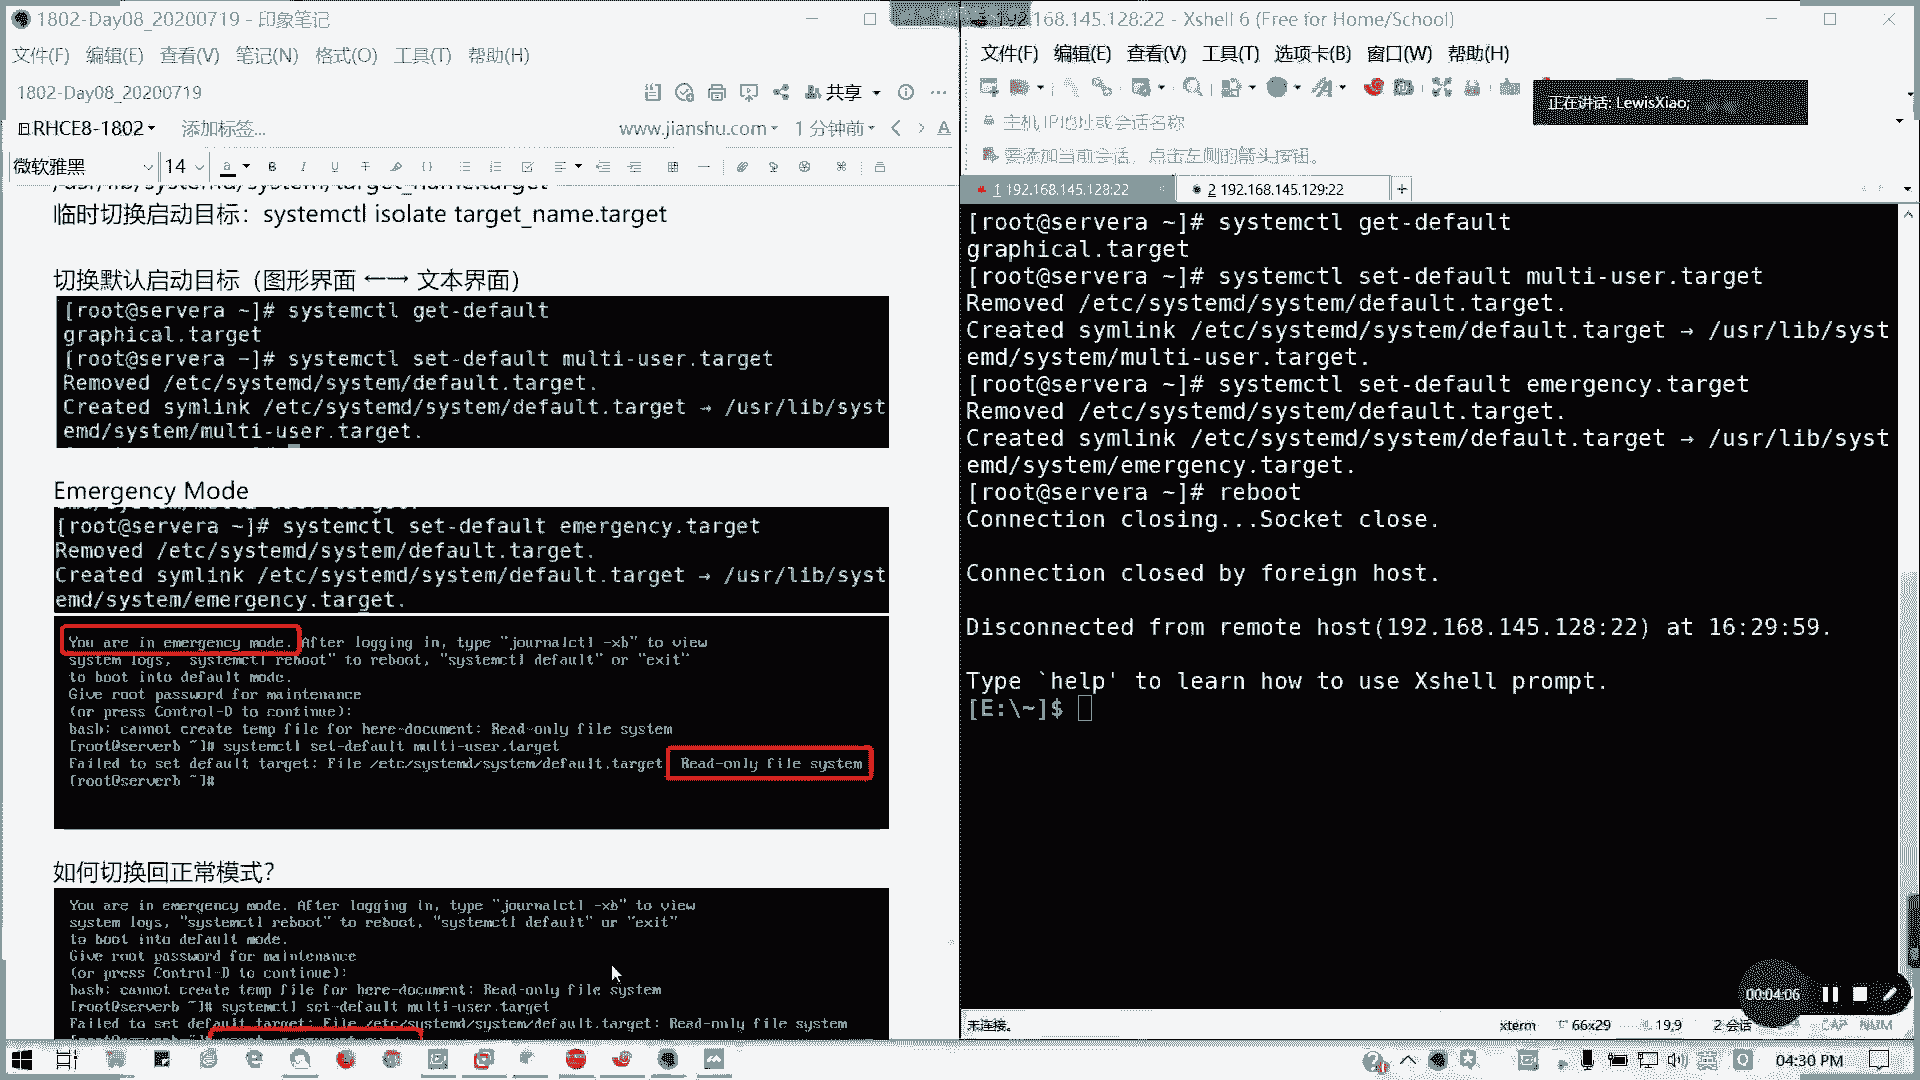 1802-Day08_20200719 - 印象笔记
文件(F) 编辑(E) 查看(V) 笔记(N) 格式(O) 工具(T) 帮助(H)
1802-Day08_20200719
共享
RHCE8-1802 添加标签...
www.jianshu.com 1 分钟前
微软雅黑 14
/usr/lib/systemd/system/target_name.target
临时切换启动目标：systemctl isolate target_name.target
切换默认启动目标（图形界面 ←→ 文本界面）
[root@servera ~]# systemctl get-default
graphical.target
[root@servera ~]# systemctl set-default multi-user.target
Removed /etc/systemd/system/default.target.
Created symlink /etc/systemd/system/default.target → /usr/lib/syst
emd/system/multi-user.target.
Emergency Mode
[root@servera ~]# systemctl set-default emergency.target
Removed /etc/systemd/system/default.target.
Created symlink /etc/systemd/system/default.target → /usr/lib/syst
emd/system/emergency.target.
You are in emergency mode. After logging in, type "journalctl -xb" to view
system logs, "systemctl reboot" to reboot, "systemctl default" or "exit"
to boot into default mode.
Give root password for maintenance
(or press Control-D to continue):
bash: cannot create temp file for here-document: Read-only file system
[root@serverb ~]# systemctl set-default multi-user.target
Failed to set default target: File /etc/systemd/system/default.target: Read-only file system
[root@serverb ~]#
如何切换回正常模式？
You are in emergency mode. After logging in, type "journalctl -xb" to view
system logs, "systemctl reboot" to reboot, "systemctl default" or "exit"
to boot into default mode.
Give root password for maintenance
(or press Control-D to continue):
bash: cannot create temp file for here-document: Read-only file system
[root@serverb ~]# systemctl set-default multi-user.target
Failed to set default target: File /etc/systemd/system/default.target: Read-only file system
192.168.145.128:22 - Xshell 6 (Free for Home/School)
文件(F) 编辑(E) 查看(V) 工具(T) 选项卡(B) 窗口(W) 帮助(H)
正在讲话: LewisXiao;
主机,IP地址或会话名称
要添加当前会话，点击左侧的箭头按钮。
1 192.168.145.128:22 2 192.168.145.129:22
[root@servera ~]# systemctl get-default
graphical.target
[root@servera ~]# systemctl set-default multi-user.target
Removed /etc/systemd/system/default.target.
Created symlink /etc/systemd/system/default.target → /usr/lib/syst
emd/system/multi-user.target.
[root@servera ~]# systemctl set-default emergency.target
Removed /etc/systemd/system/default.target.
Created symlink /etc/systemd/system/default.target → /usr/lib/syst
emd/system/emergency.target.
[root@servera ~]# reboot
Connection closing...Socket close.
Connection closed by foreign host.
Disconnected from remote host(192.168.145.128:22) at 16:29:59.
Type `help' to learn how to use Xshell prompt.
[E:\~]$
00:04:06
未连接。 xterm 66x29 19,9 2 会话 CAP NUM
英 04:30 PM